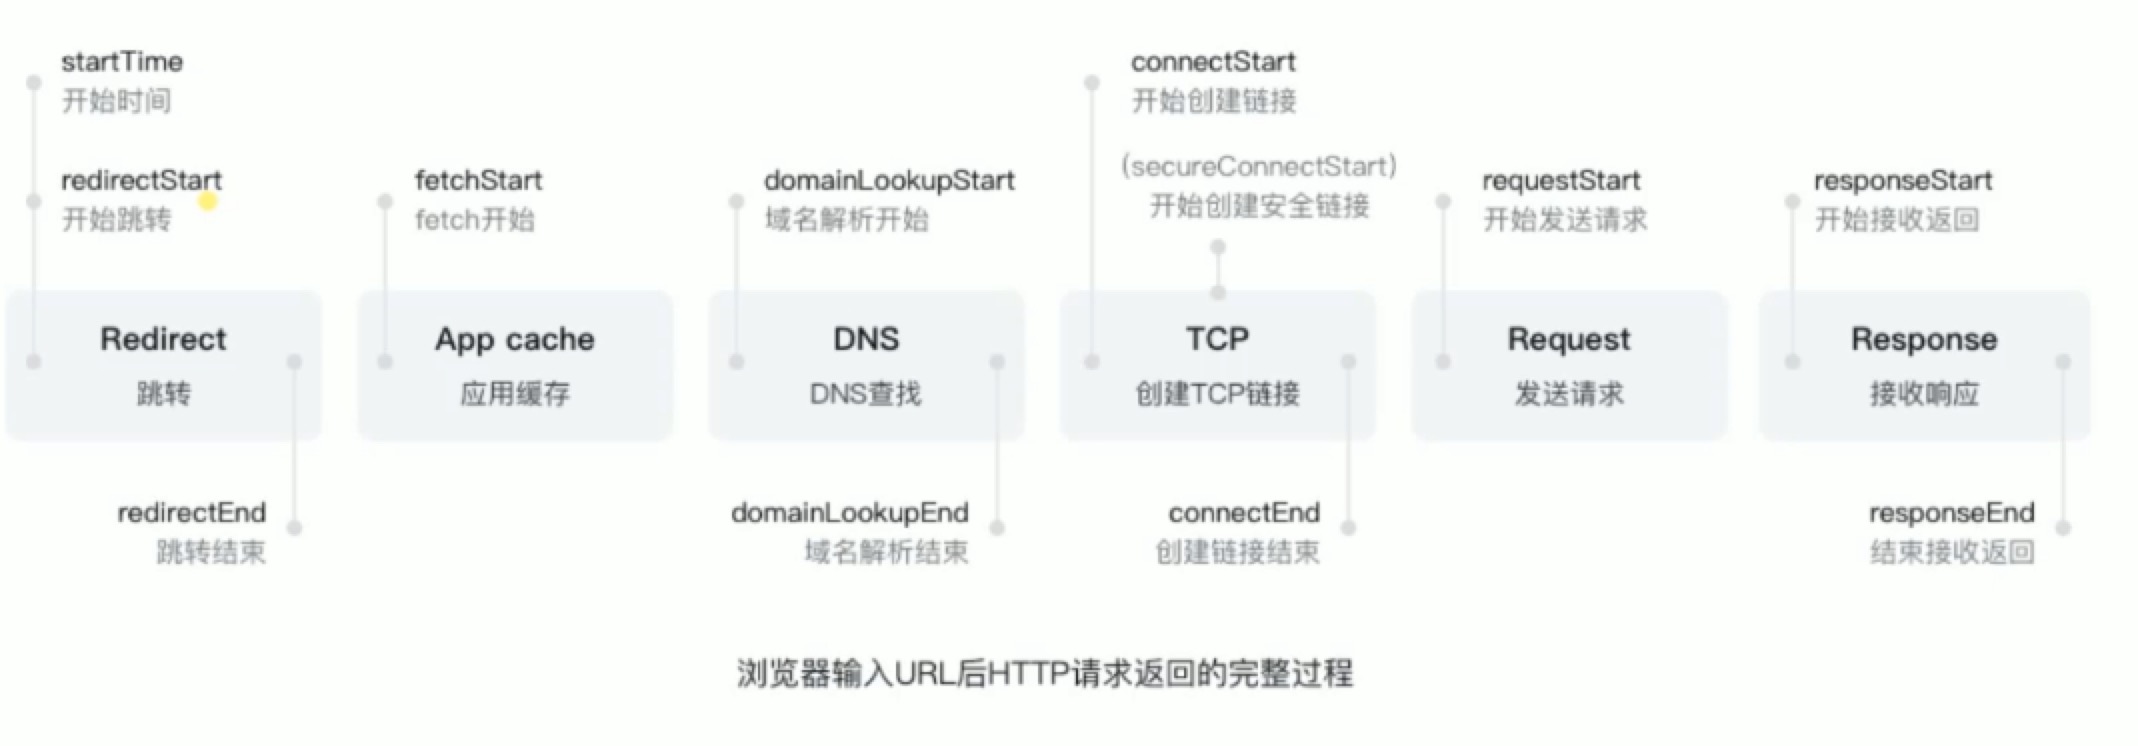 startTime
开始时间
redirectStart
开始跳转
fetchStart
fetch开始
domainLookupStart
域名解析开始
connectStart
开始创建链接
(secureConnectStart)
开始创建安全链接
requestStart
开始发送请求
responseStart
开始接收返回
Redirect
跳转
App cache
应用缓存
DNS
DNS查找
TCP
创建TCP链接
Request
发送请求
Response
接收响应
redirectEnd
跳转结束
domainLookupEnd
域名解析结束
connectEnd
创建链接结束
responseEnd
结束接收返回
浏览器输入URL后HTTP请求返回的完整过程